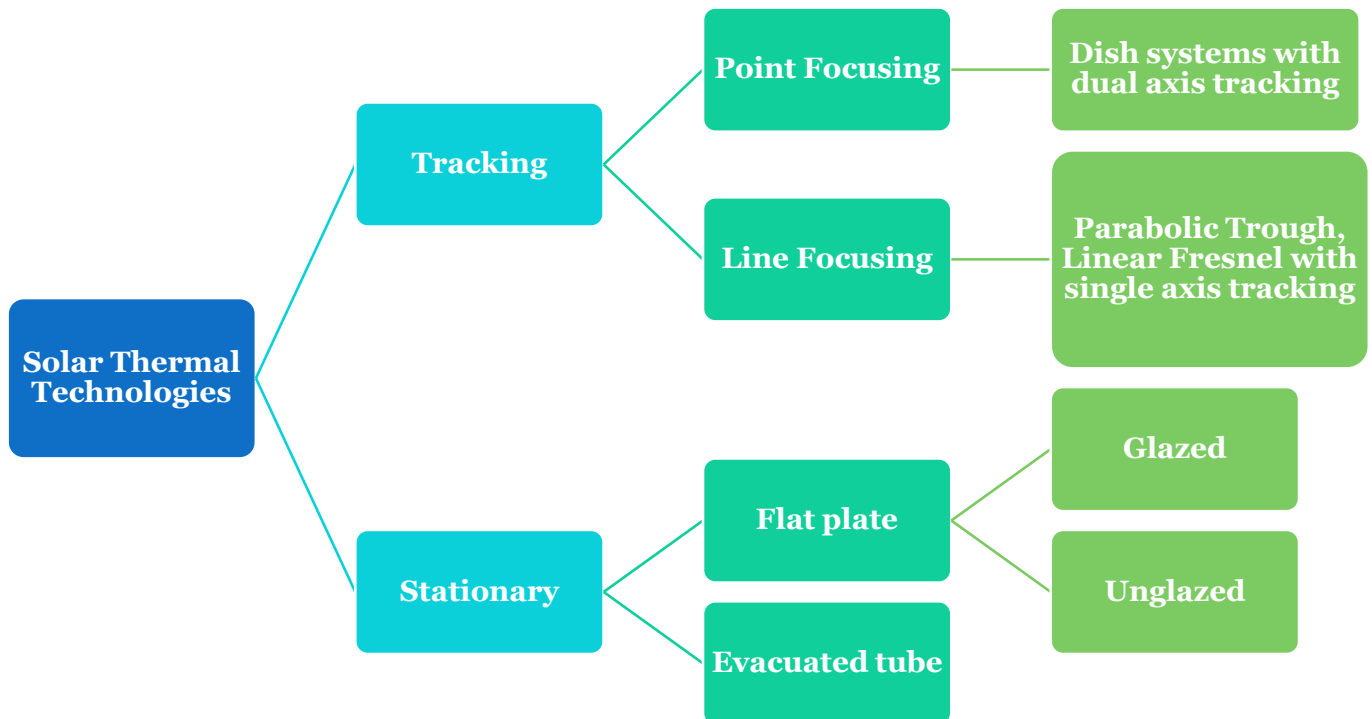 Solar Thermal
Technologies
Tracking
Point Focusing
Dish systems with
dual axis tracking
Line Focusing
Parabolic Trough,
Linear Fresnel with
single axis tracking
Stationary
Flat plate
Glazed
Unglazed
Evacuated tube